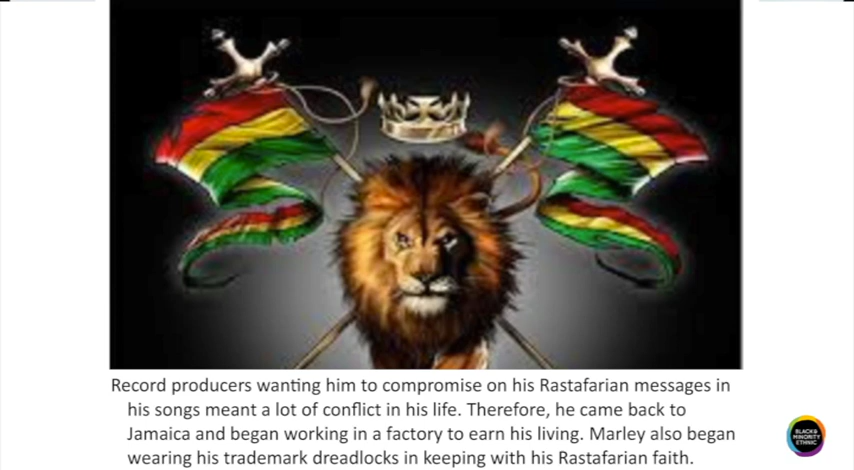 Record producers wanting him to compromise on his Rastafarian messages in
his songs meant a lot of conflict in his life. Therefore, he came back to
Jamaica and began working in a factory to earn his living. Marley also began
wearing his trademark dreadlocks in keeping with his Rastafarian faith.
BLACK&
MINORITY
ETHNIC